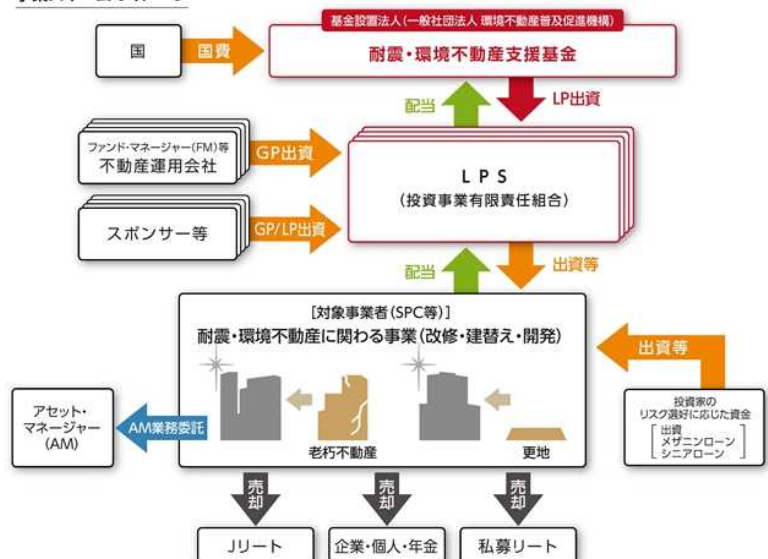 基金設置法人(一般社団法人 環境不動産普及促進機構)
国
国費
耐震・環境不動産支援基金
配当
LP出資
ファンド・マネージャー(FM)等
不動産運用会社
GP出資
LPS
(投資事業有限責任組合)
スポンサー等
GP/LP出資
配当
出資等
[対象事業者(SPC等)]
耐震・環境不動産に関わる事業(改修・建替え・開発)
出資等
アセット・
マネージャー
(AM)
AM業務委託
老朽不動産
更地
投資家の
リスク選好に応じた資金
出資
メザニンローン
シニアローン
売却
売却
売却
Jリート
企業・個人・年金
私募リート